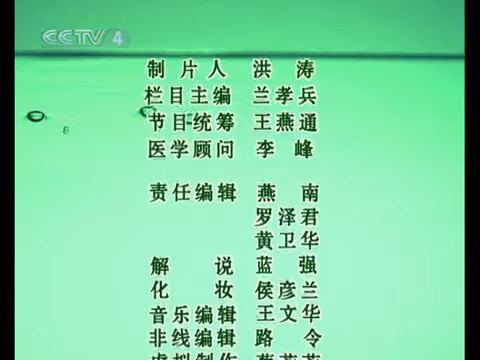 CCTV 4
制片人 洪涛
栏目主编 兰孝兵
节目统筹 王燕通
医学顾问 李峰
责任编辑 燕南
罗泽君
黄卫华
解说 蓝强
化妆 侯彦兰
音乐编辑 王文华
非线编辑 路令